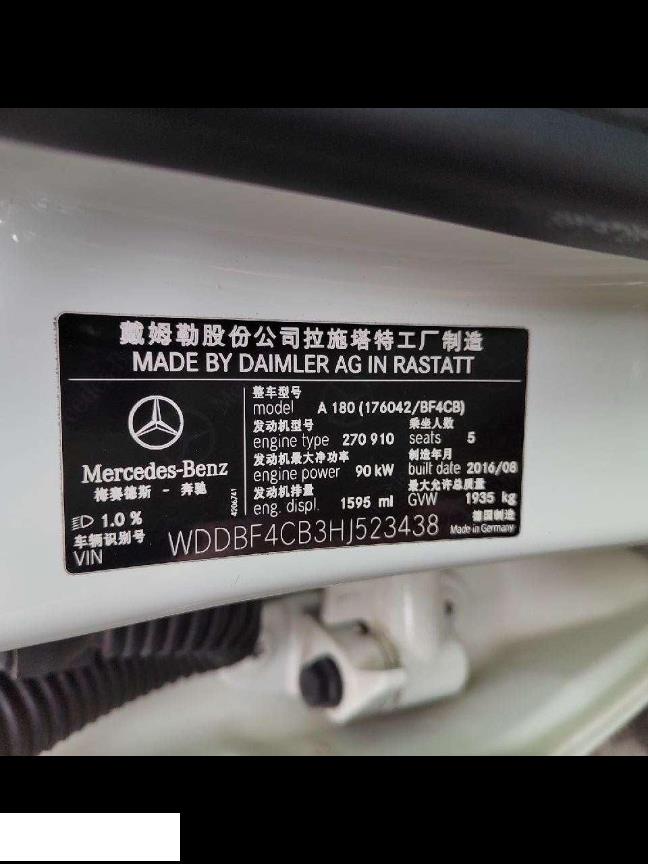 戴姆勒股份公司拉施塔特工厂制造
MADE BY DAIMLER AG IN RASTATT
Mercedes-Benz
梅赛德斯 - 奔驰
1.0 %
4206741
整车型号
model A 180 (176042/BF4CB)
发动机型号 乘坐人数
engine type 270 910 seats 5
发动机最大净功率 制造年月
engine power 90 kW built date 2016/08
发动机排量 最大允许总质量
eng. displ. 1595 ml GVW 1935 kg
车辆识别号 德国制造
VIN WDDBF4CB3HJ523438 Made in Germany